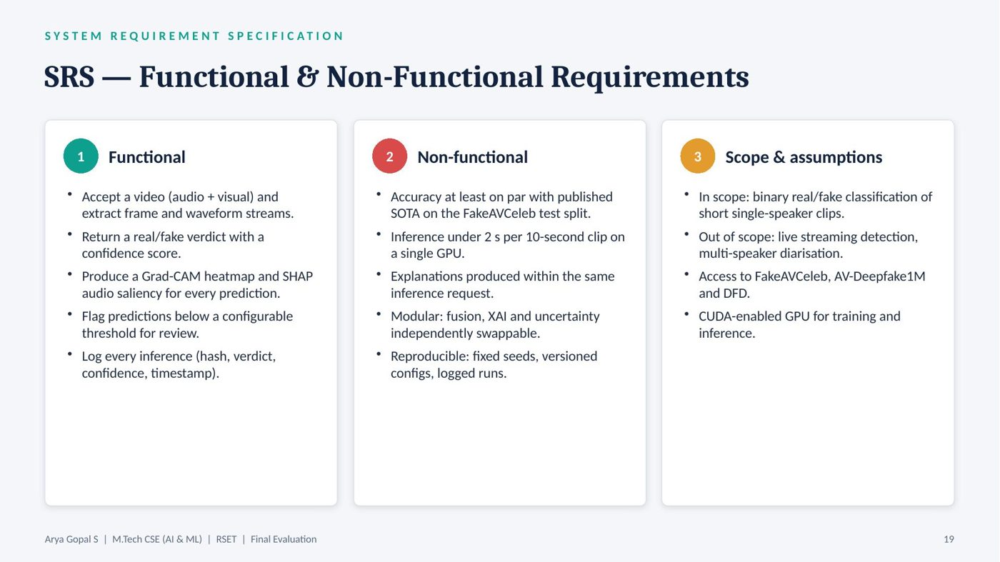 SYSTEM REQUIREMENT SPECIFICATION
SRS — Functional & Non-Functional Requirements
1 Functional
• Accept a video (audio + visual) and
extract frame and waveform streams.
• Return a real/fake verdict with a
confidence score.
• Produce a Grad-CAM heatmap and SHAP
audio saliency for every prediction.
• Flag predictions below a configurable
threshold for review.
• Log every inference (hash, verdict,
confidence, timestamp).
2 Non-functional
• Accuracy at least on par with published
SOTA on the FakeAVCeleb test split.
• Inference under 2 s per 10-second clip on
a single GPU.
• Explanations produced within the same
inference request.
• Modular: fusion, XAI and uncertainty
independently swappable.
• Reproducible: fixed seeds, versioned
configs, logged runs.
3 Scope & assumptions
• In scope: binary real/fake classification of
short single-speaker clips.
• Out of scope: live streaming detection,
multi-speaker diarisation.
• Access to FakeAVCeleb, AV-Deepfake1M
and DFD.
• CUDA-enabled GPU for training and
inference.
Arya Gopal S | M.Tech CSE (AI & ML) | RSET | Final Evaluation
19